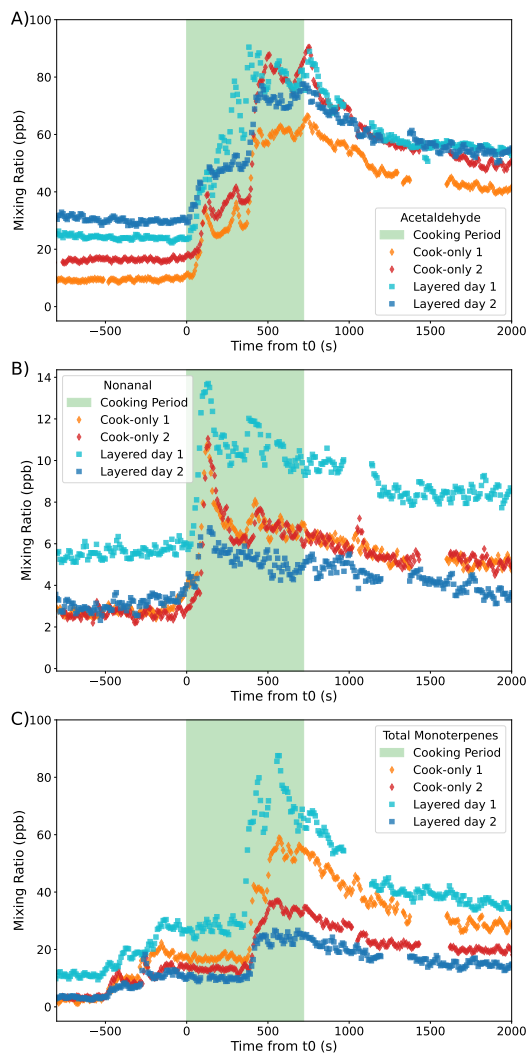 A)
100
80
60
40
20
0
Mixing Ratio (ppb)
Acetaldehyde
Cooking Period
Cook-only 1
Cook-only 2
Layered day 1
Layered day 2
−500 0 500 1000 1500 2000
Time from t0 (s)
B)
14
12
10
8
6
4
2
0
Mixing Ratio (ppb)
Nonanal
Cooking Period
Cook-only 1
Cook-only 2
Layered day 1
Layered day 2
−500 0 500 1000 1500 2000
Time from t0 (s)
C)
100
80
60
40
20
0
Mixing Ratio (ppb)
Total Monoterpenes
Cooking Period
Cook-only 1
Cook-only 2
Layered day 1
Layered day 2
−500 0 500 1000 1500 2000
Time from t0 (s)